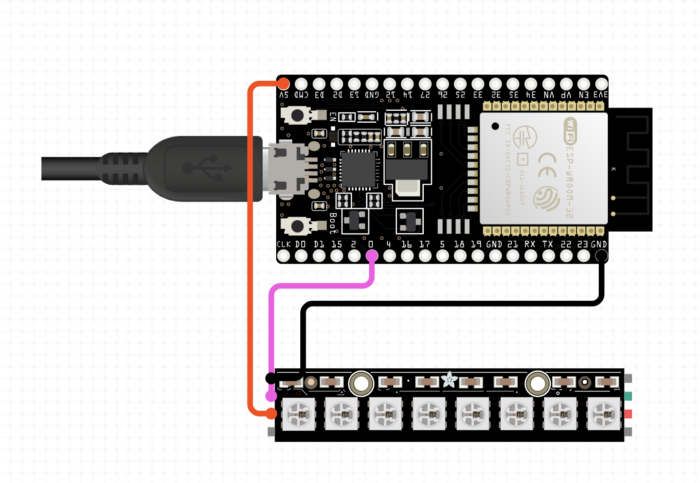 5V CMD D3 D2 13 GND 12 14 27 26 25 33 32 35 34 VN VP EN 3V3
EN
WiFi
ESP-WROOM-32
CE
Boot
CLK D0 D1 15 2 0 4 16 17 5 18 19 GND 21 RX TX 22 23 GND